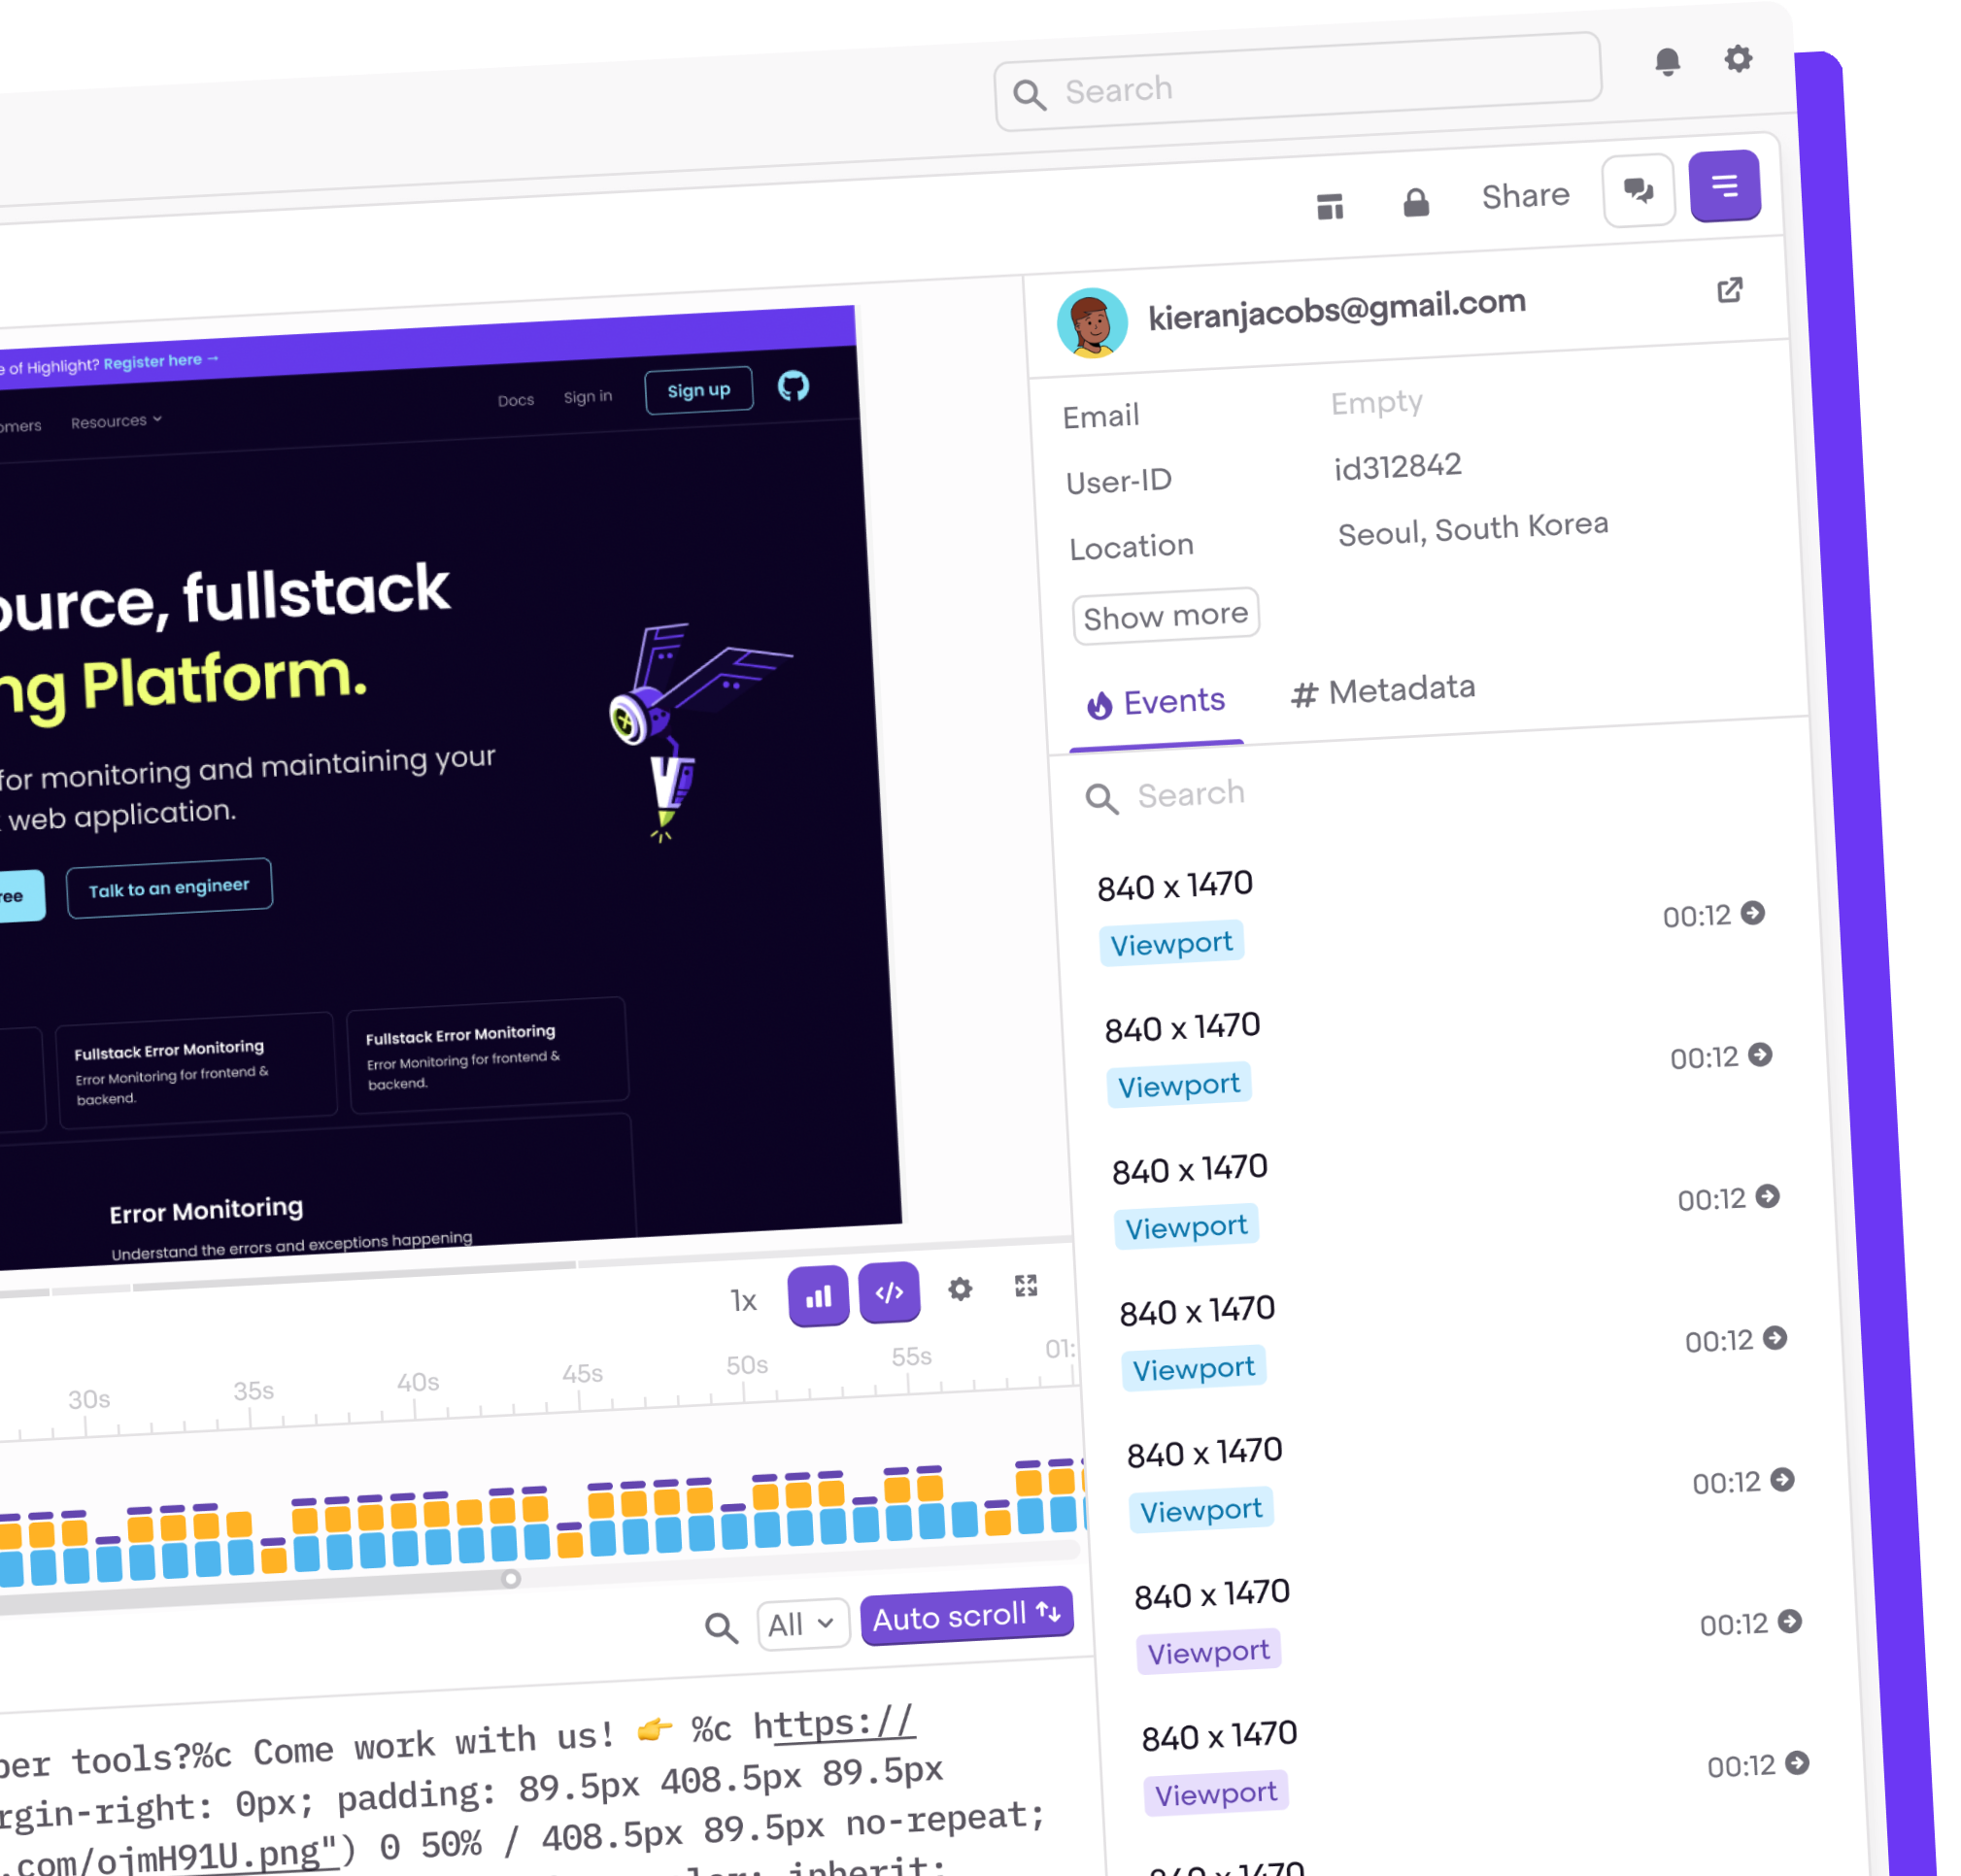 Search
Share
kieranjacobs@gmail.com
Email Empty
User-ID id312842
Location Seoul, South Korea
Show more
Events # Metadata
Search
840 x 1470
Viewport
00:12
840 x 1470
Viewport
00:12
840 x 1470
Viewport
00:12
840 x 1470
Viewport
00:12
840 x 1470
Viewport
00:12
840 x 1470
Viewport
00:12
840 x 1470
Viewport
00:12
840 x 1470
of Highlight? Register here →
Resources
Docs Sign in Sign up
fullstack
Platform.
for monitoring and maintaining your
web application.
Talk to an engineer
Fullstack Error Monitoring
Error Monitoring for frontend &
backend.
Fullstack Error Monitoring
Error Monitoring for frontend &
backend.
Error Monitoring
Understand the errors and exceptions happening
1x </>
30s 35s 40s 45s 50s 55s 01:
All Auto scroll
per tools?%c Come work with us! 👉 %c https://
rgin-right: 0px; padding: 89.5px 408.5px 89.5px
.com/ojmH91U.png") 0 50% / 408.5px 89.5px no-repeat;
inherit;